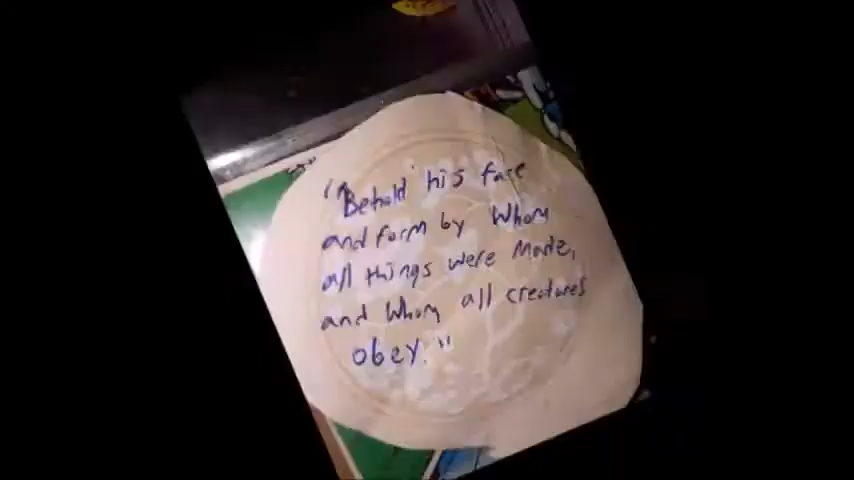 "Behold his face
and form by Whom
all things were Made,
and Whom all creatures
obey."